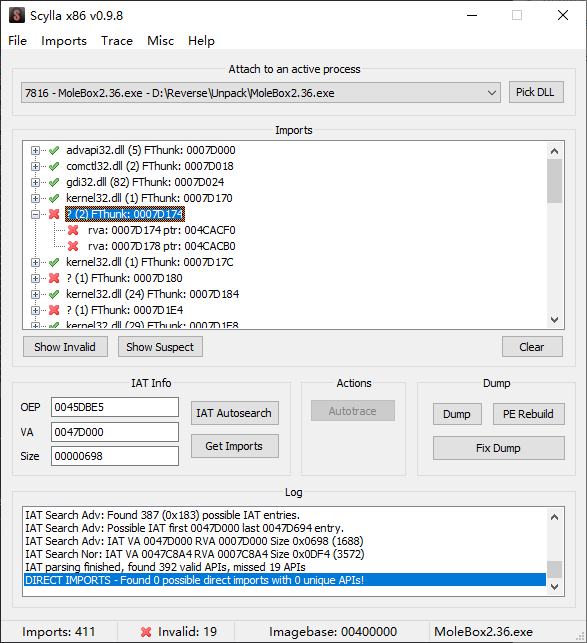 Scylla x86 v0.9.8
File Imports Trace Misc Help
Attach to an active process
7816 - MoleBox2.36.exe - D:\Reverse\Unpack\MoleBox2.36.exe
Pick DLL
Imports
advapi32.dll (5) FThunk: 0007D000
comctl32.dll (2) FThunk: 0007D018
gdi32.dll (82) FThunk: 0007D024
kernel32.dll (1) FThunk: 0007D170
? (2) FThunk: 0007D174
rva: 0007D174 ptr: 004CACF0
rva: 0007D178 ptr: 004CACB0
kernel32.dll (1) FThunk: 0007D17C
? (1) FThunk: 0007D180
kernel32.dll (24) FThunk: 0007D184
? (1) FThunk: 0007D1E4
kernel32.dll (29) FThunk: 0007D1E8
Show Invalid
Show Suspect
Clear
IAT Info
OEP 0045DBE5
VA 0047D000
Size 00000698
IAT Autosearch
Get Imports
Actions
Autotrace
Dump
Dump
PE Rebuild
Fix Dump
Log
IAT Search Adv: Found 387 (0x183) possible IAT entries.
IAT Search Adv: Possible IAT first 0047D000 last 0047D694 entry.
IAT Search Adv: IAT VA 0047D000 RVA 0007D000 Size 0x0698 (1688)
IAT Search Nor: IAT VA 0047C8A4 RVA 0007C8A4 Size 0x0DF4 (3572)
IAT parsing finished, found 392 valid APIs, missed 19 APIs
DIRECT IMPORTS - Found 0 possible direct imports with 0 unique APIs!
Imports: 411
Invalid: 19
Imagebase: 00400000
MoleBox2.36.exe